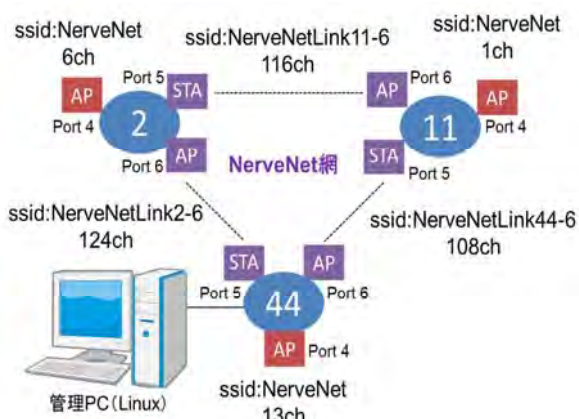 ssid:NerveNet
6ch
ssid:NerveNetLink11-6
116ch
ssid:NerveNet
1ch
AP
Port 4
Port 5
STA
2
Port 6
AP
NerveNet網
Port 6
AP
11
AP
Port 4
STA
Port 5
ssid:NerveNetLink2-6
124ch
ssid:NerveNetLink44-6
108ch
STA
AP
Port 5
44
Port 6
AP
Port 4
管理PC(Linux)
ssid:NerveNet
13ch